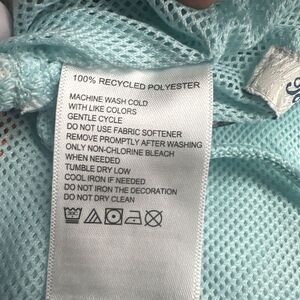 100% RECYCLED POLYESTER
MACHINE WASH COLD
WITH LIKE COLORS
GENTLE CYCLE
DO NOT USE FABRIC SOFTENER
REMOVE PROMPTLY AFTER WASHING
ONLY NON-CHLORINE BLEACH
WHEN NEEDED
TUMBLE DRY LOW
COOL IRON IF NEEDED
DO NOT IRON THE DECORATION
DO NOT DRY CLEAN